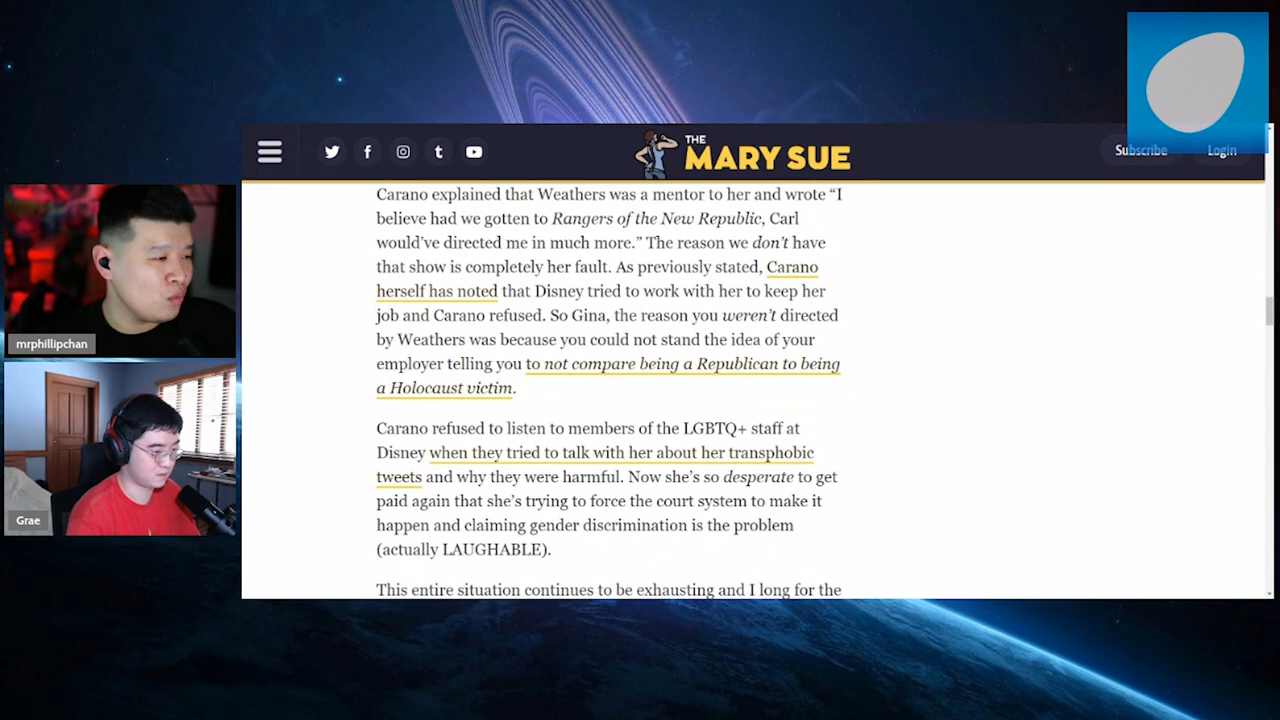 THE
MARY SUE
Subscribe
Login
Carano explained that Weathers was a mentor to her and wrote “I
believe had we gotten to Rangers of the New Republic, Carl
would’ve directed me in much more.” The reason we don’t have
that show is completely her fault. As previously stated, Carano
herself has noted that Disney tried to work with her to keep her
job and Carano refused. So Gina, the reason you weren’t directed
by Weathers was because you could not stand the idea of your
employer telling you to not compare being a Republican to being
a Holocaust victim.
Carano refused to listen to members of the LGBTQ+ staff at
Disney when they tried to talk with her about her transphobic
tweets and why they were harmful. Now she’s so desperate to get
paid again that she’s trying to force the court system to make it
happen and claiming gender discrimination is the problem
(actually LAUGHABLE).
This entire situation continues to be exhausting and I long for the
mrphillipchan
Grae